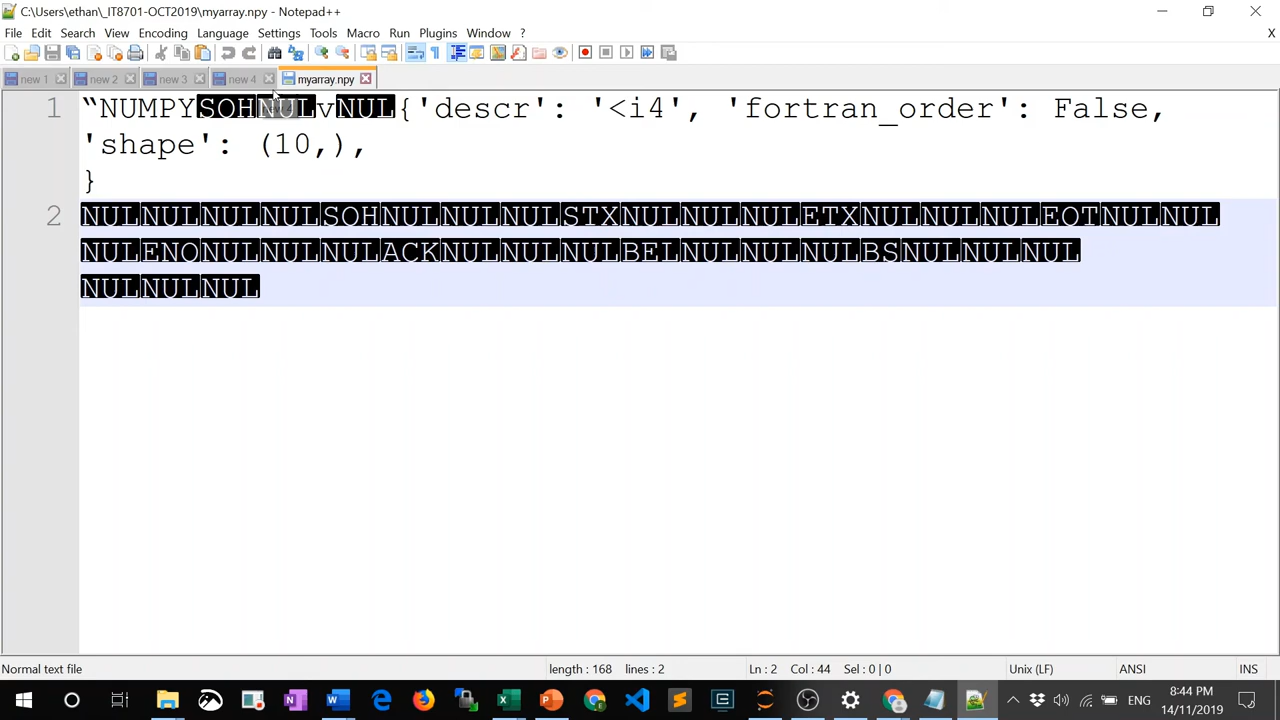 C:\Users\ethan\_IT8701-OCT2019\myarray.npy - Notepad++
File Edit Search View Encoding Language Settings Tools Macro Run Plugins Window ? X
new 1 new 2 new 3 new 4 myarray.npy
1 “NUMPYSOHNULvNUL{'descr': '<i4', 'fortran_order': False,
'shape': (10,),
}
2 NULNULNULNULSOHNULNULNULSTXNULNULNULETXNULNULNULEOTNULNUL
NULENQNULNULNULACKNULNULNULBELNULNULNULBSNULNULNUL
NULNULNUL
Normal text file length : 168 lines : 2 Ln : 2 Col : 44 Sel : 0 | 0 Unix (LF) ANSI INS
ENG 8:44 PM
14/11/2019